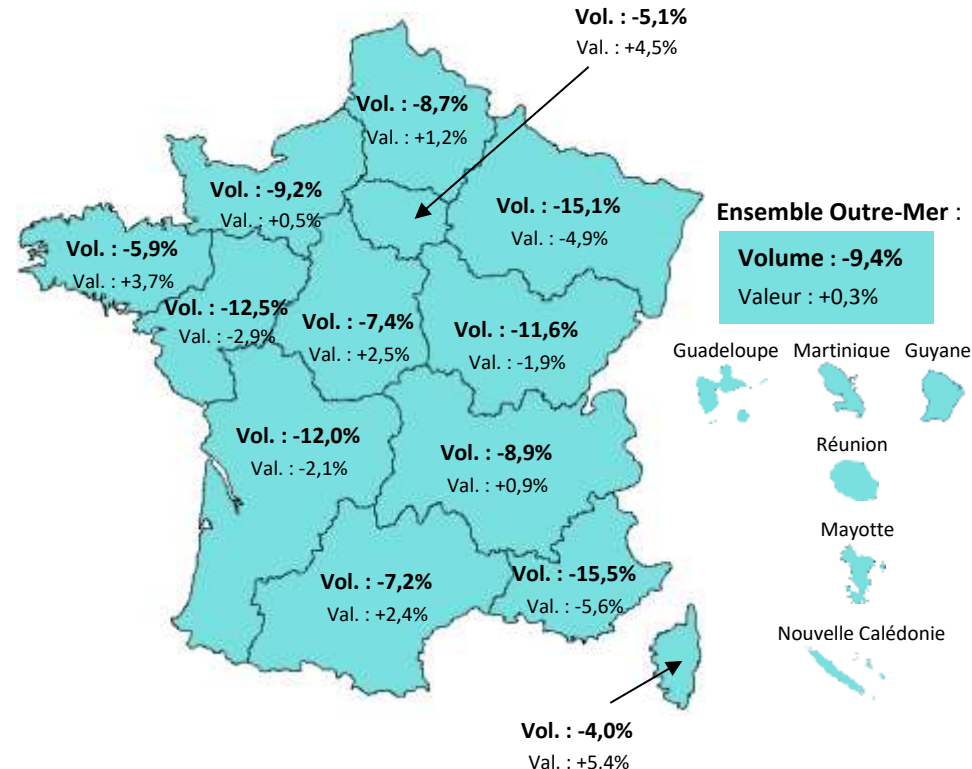 Vol. : -5,1%
Val. : +4,5%
Vol. : -8,7%
Val. : +1,2%
Vol. : -9,2%
Val. : +0,5%
Vol. : -15,1%
Val. : -4,9%
Ensemble Outre-Mer :
Volume : -9,4%
Valeur : +0,3%
Vol. : -5,9%
Val. : +3,7%
Vol. : -12,5%
Val. : -2,9%
Vol. : -7,4%
Val. : +2,5%
Vol. : -11,6%
Val. : -1,9%
Guadeloupe Martinique Guyane
Vol. : -12,0%
Val. : -2,1%
Vol. : -8,9%
Val. : +0,9%
Réunion
Mayotte
Vol. : -7,2%
Val. : +2,4%
Vol. : -15,5%
Val. : -5,6%
Nouvelle Calédonie
Vol. : -4,0%
Val. : +5,4%